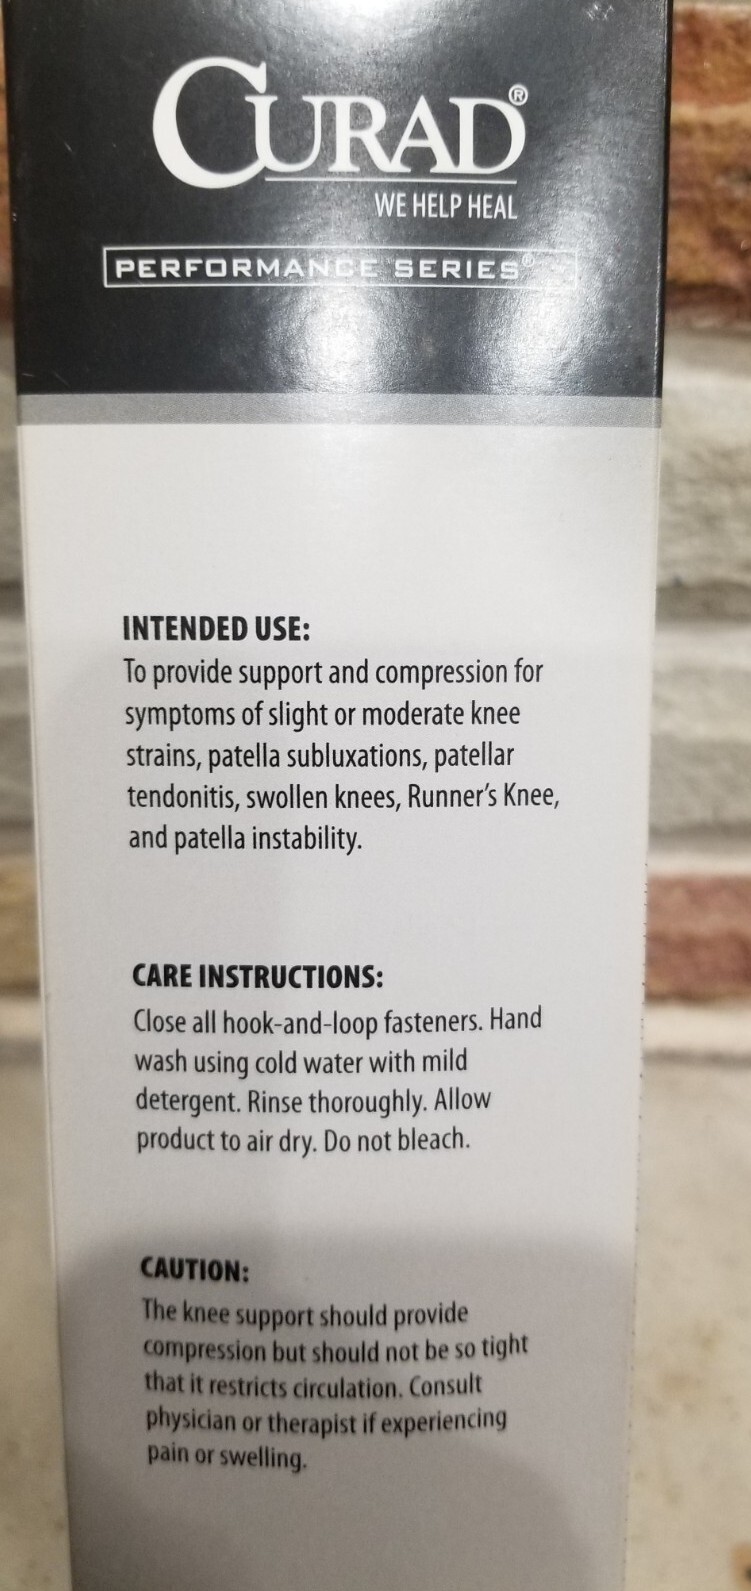 CURAD®
WE HELP HEAL
PERFORMANCE SERIES®
INTENDED USE:
To provide support and compression for
symptoms of slight or moderate knee
strains, patella subluxations, patellar
tendonitis, swollen knees, Runner's Knee,
and patella instability.
CARE INSTRUCTIONS:
Close all hook-and-loop fasteners. Hand
wash using cold water with mild
detergent. Rinse thoroughly. Allow
product to air dry. Do not bleach.
CAUTION:
The knee support should provide
compression but should not be so tight
that it restricts circulation. Consult
physician or therapist if experiencing
pain or swelling.